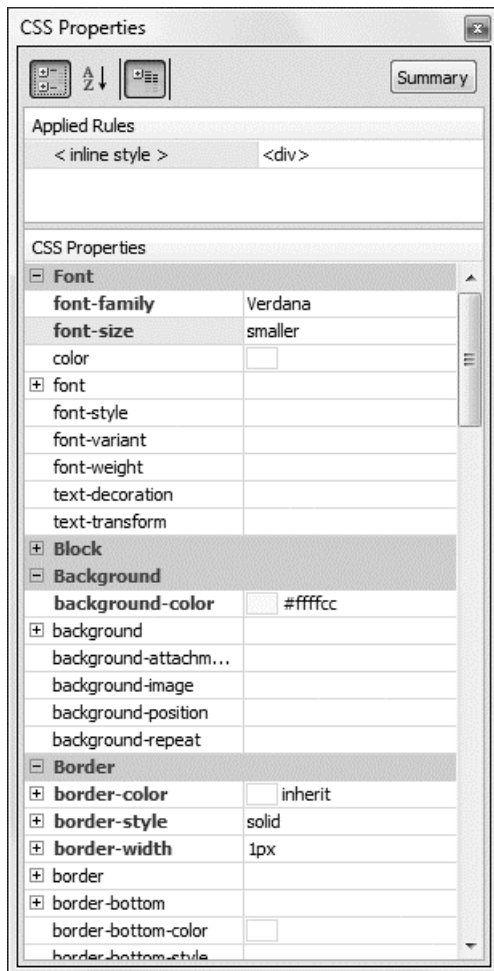 CSS Properties
A Z
Summary
Applied Rules
< inline style > <div>
CSS Properties
Font
font-family Verdana
font-size smaller
color
font
font-style
font-variant
font-weight
text-decoration
text-transform
Block
Background
background-color #ffffcc
background
background-attachm...
background-image
background-position
background-repeat
Border
border-color inherit
border-style solid
border-width 1px
border
border-bottom
border-bottom-color
border-bottom-style